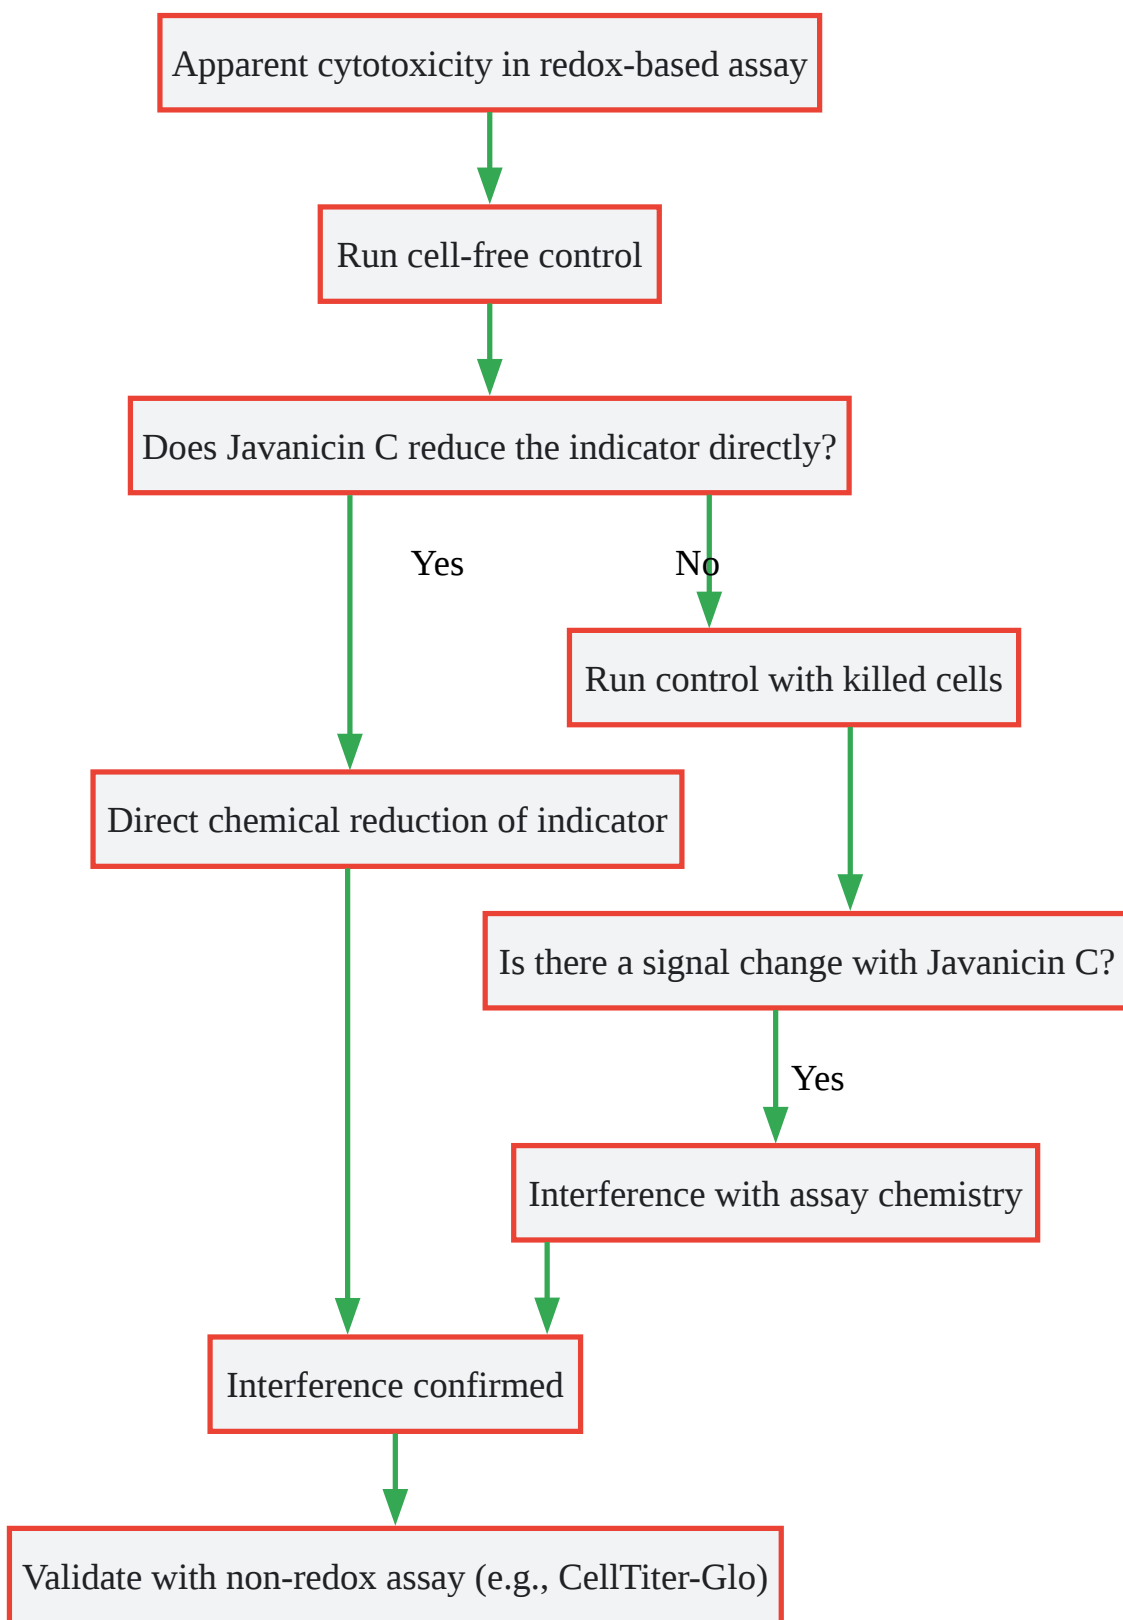 Apparent cytotoxicity in redox-based assay
Run cell-free control
Does Javanicin C reduce the indicator directly?
Yes
No
Run control with killed cells
Direct chemical reduction of indicator
Is there a signal change with Javanicin C?
Yes
Interference with assay chemistry
Interference confirmed
Validate with non-redox assay (e.g., CellTiter-Glo)